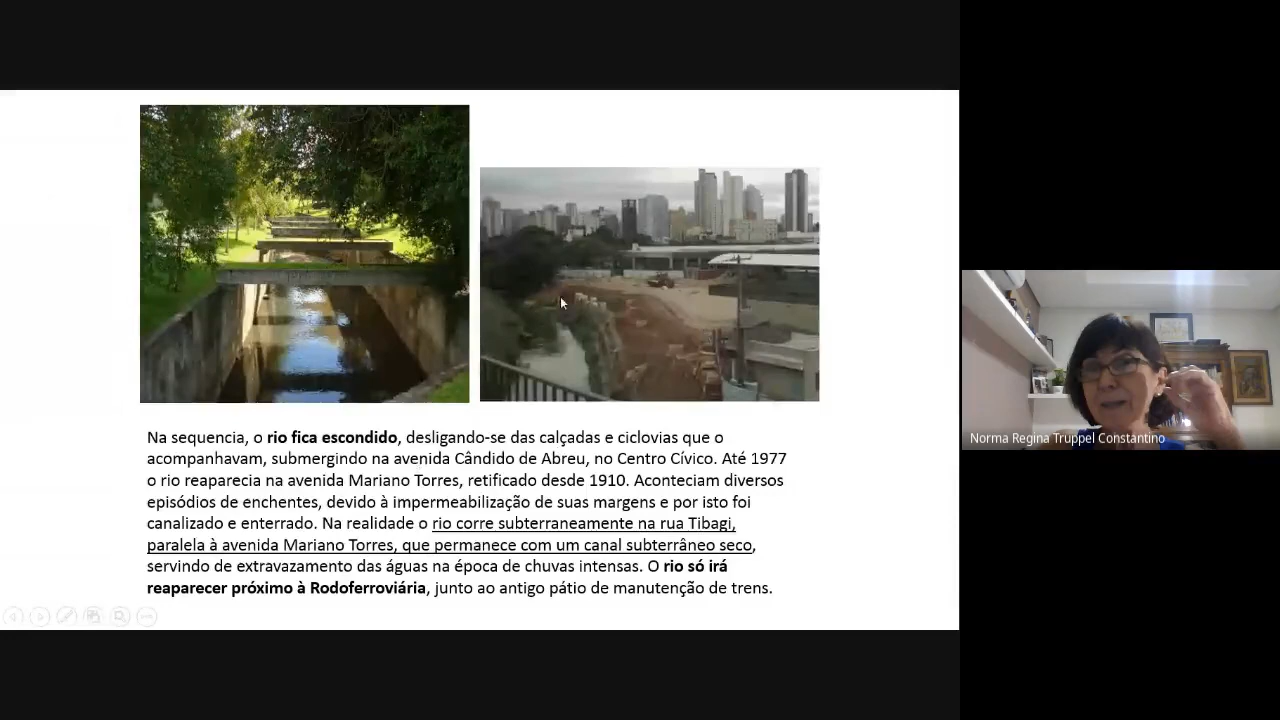 Na sequencia, o rio fica escondido, desligando-se das calçadas e ciclovias que o
acompanhavam, submergindo na avenida Cândido de Abreu, no Centro Cívico. Até 1977
o rio reaparecia na avenida Mariano Torres, retificado desde 1910. Aconteciam diversos
episódios de enchentes, devido à impermeabilização de suas margens e por isto foi
canalizado e enterrado. Na realidade o rio corre subterraneamente na rua Tibagi,
paralela à avenida Mariano Torres, que permanece com um canal subterrâneo seco,
servindo de extravazamento das águas na época de chuvas intensas. O rio só irá
reaparecer próximo à Rodoferroviária, junto ao antigo pátio de manutenção de trens.
Norma Regina Truppel Constantino